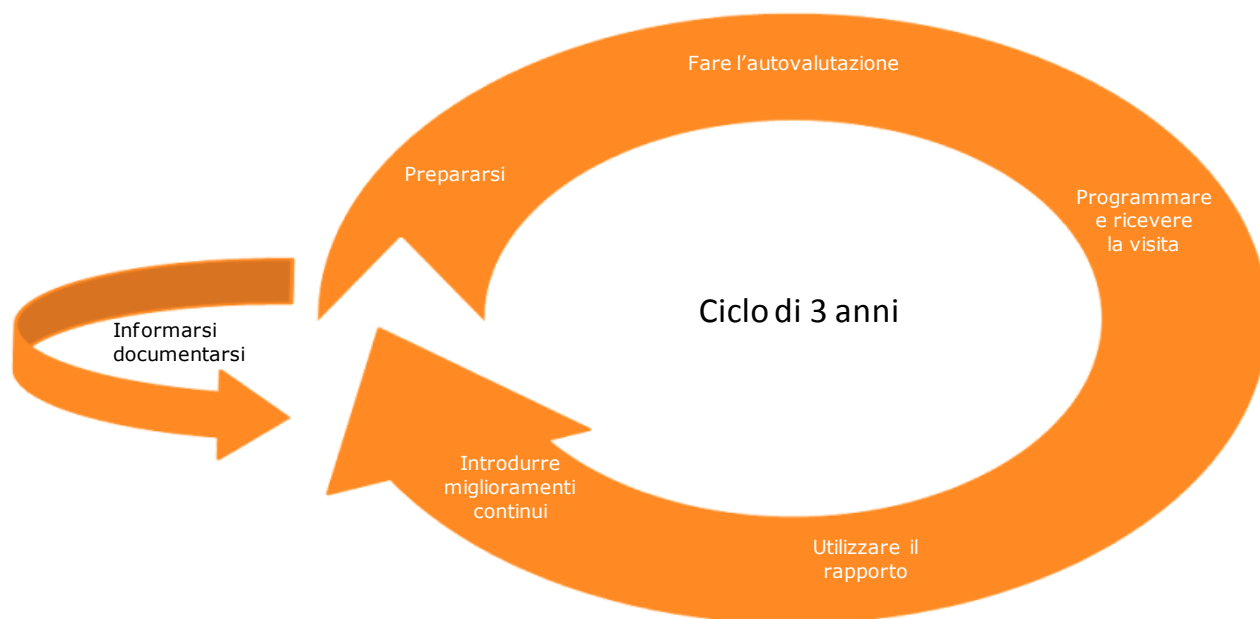 Fare l’autovalutazione
Prepararsi
Programmare
e ricevere
la visita
Ciclo di 3 anni
Informarsi
documentarsi
Introdurre
miglioramenti
continui
Utilizzare il
rapporto